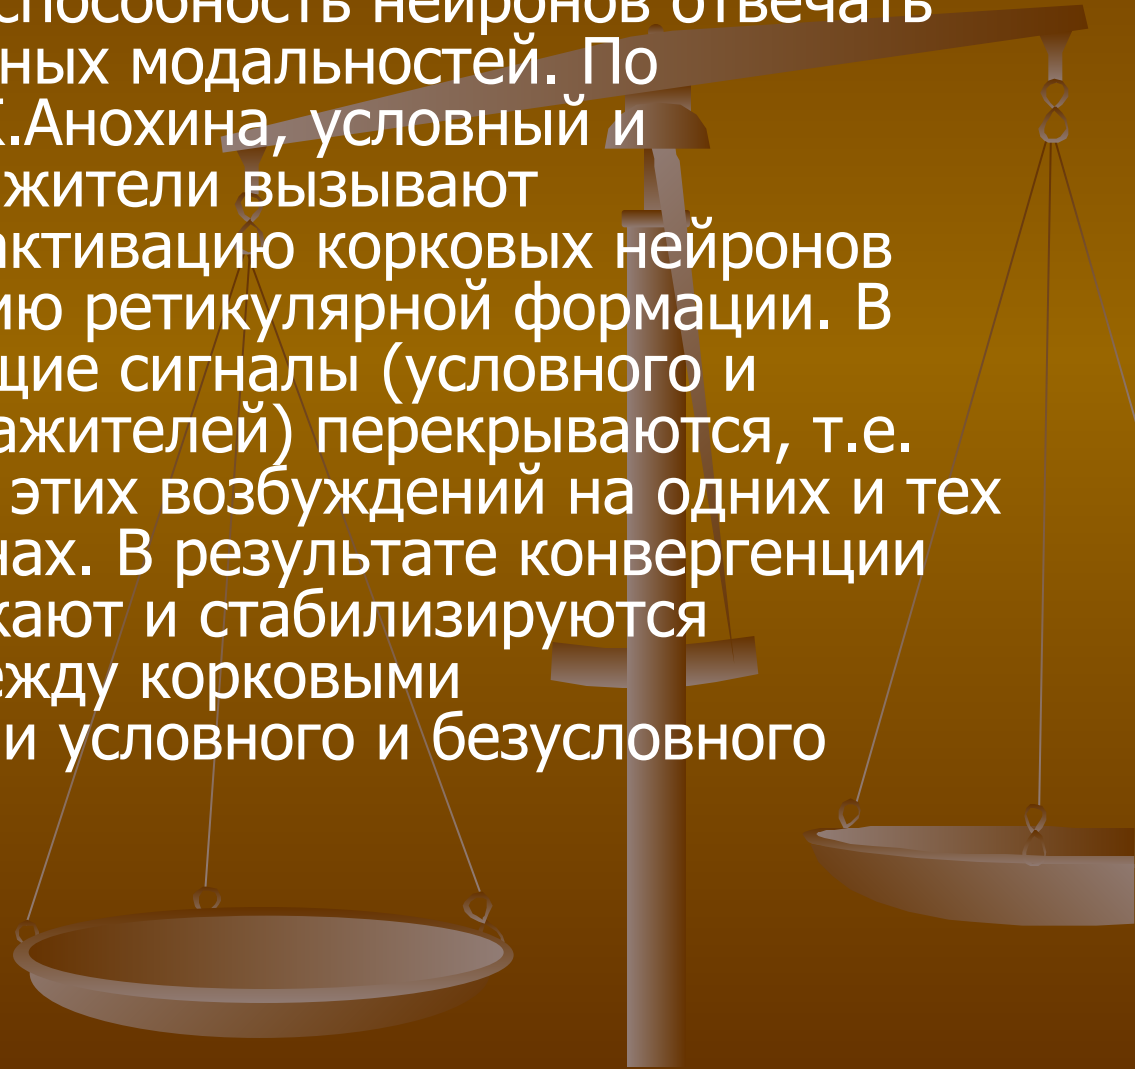 способность нейронов отвечать
ных модальностей. По
К.Анохина, условный и
жители вызывают
активацию корковых нейронов
ию ретикулярной формации. В
щие сигналы (условного и
ажителей) перекрываются, т.е.
этих возбуждений на одних и тех
нах. В результате конвергенции
кают и стабилизируются
ежду корковыми
и условного и безусловного